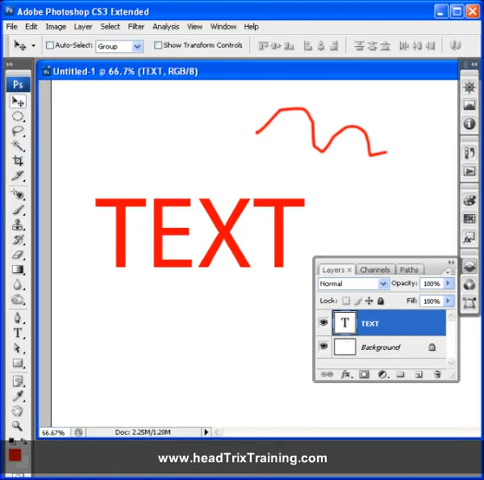 Adobe Photoshop CS3 Extended
File Edit Image Layer Select Filter Analysis View Window Help
Auto-Select: Group Show Transform Controls
Untitled-1 @ 66.7% (TEXT, RGB/8)
Ps
TEXT
Layers × Channels Paths
Normal Opacity: 100%
Lock: Fill: 100%
T TEXT
Background
66.67% Doc: 2.25M/1.20M
www.headTrixTraining.com